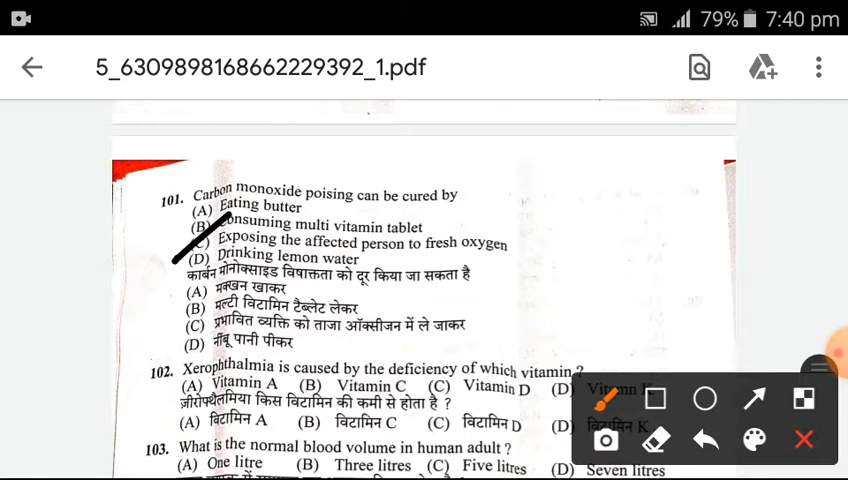 79% 7:40 pm
5_6309898168662229392_1.pdf
101. Carbon monoxide poising can be cured by
(A) Eating butter
(B) Consuming multi vitamin tablet
(C) Exposing the affected person to fresh oxygen
(D) Drinking lemon water
कार्बन मोनोक्साइड विषाक्तता को दूर किया जा सकता है
(A) मक्खन खाकर
(B) मल्टी विटामिन टैब्लेट लेकर
(C) प्रभावित व्यक्ति को ताजा ऑक्सीजन में ले जाकर
(D) नींबू पानी पीकर
102. Xerophthalmia is caused by the deficiency of which vitamin ?
(A) Vitamin A (B) Vitamin C (C) Vitamin D (D) Vitamn K
ज़ीरोफ्थैलमिया किस विटामिन की कमी से होता है ?
(A) विटामिन A (B) विटामिन C (C) विटामिन D (D) विटामिन K
103. What is the normal blood volume in human adult ?
(A) One litre (B) Three litres (C) Five litres (D) Seven litres